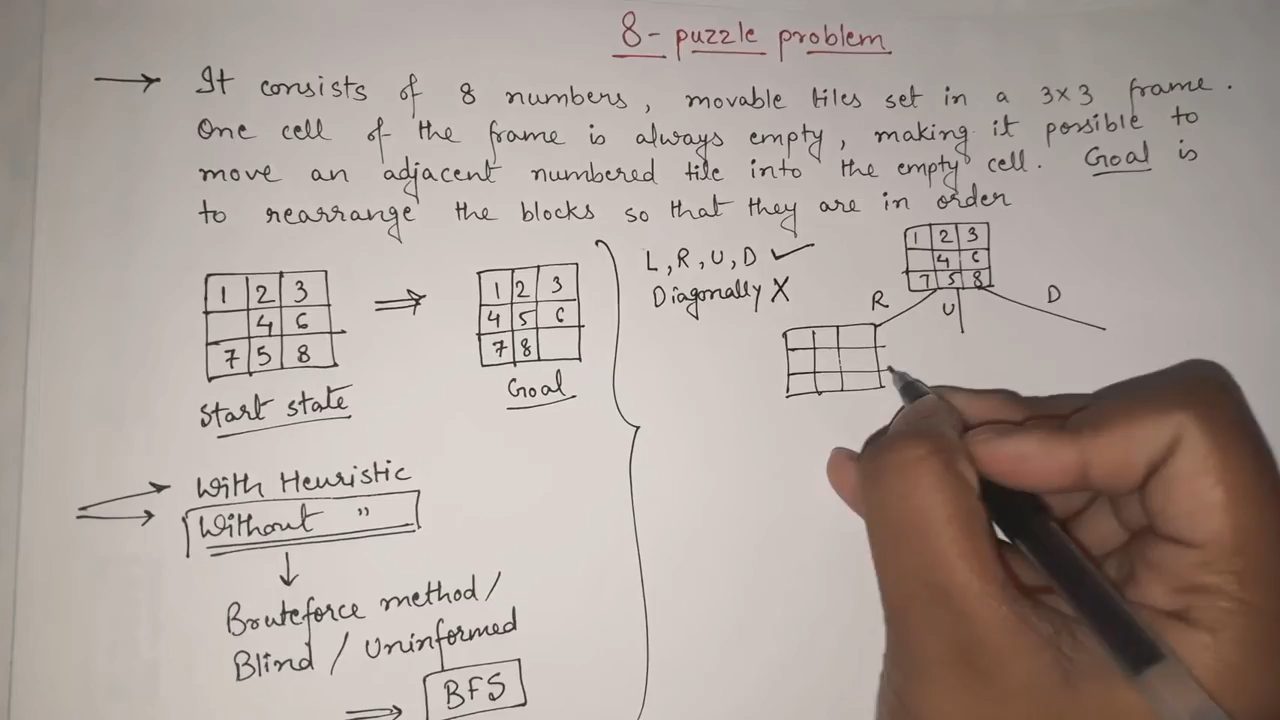 8- puzzle problem
It consists of 8 numbers, movable tiles set in a 3x3 frame.
One cell of the frame is always empty, making it possible to
move an adjacent numbered tile into the empty cell. Goal is
to rearrange the blocks so that they are in order
1 2 3
4 6
7 5 8
Start state
1 2 3
4 5 6
7 8
Goal
L, R, U, D ✓
Diagonally X
1 2 3
4 6
7 5 8
R U D
With Heuristic
Without "
Bruteforce method /
Blind / Uninformed
BFS